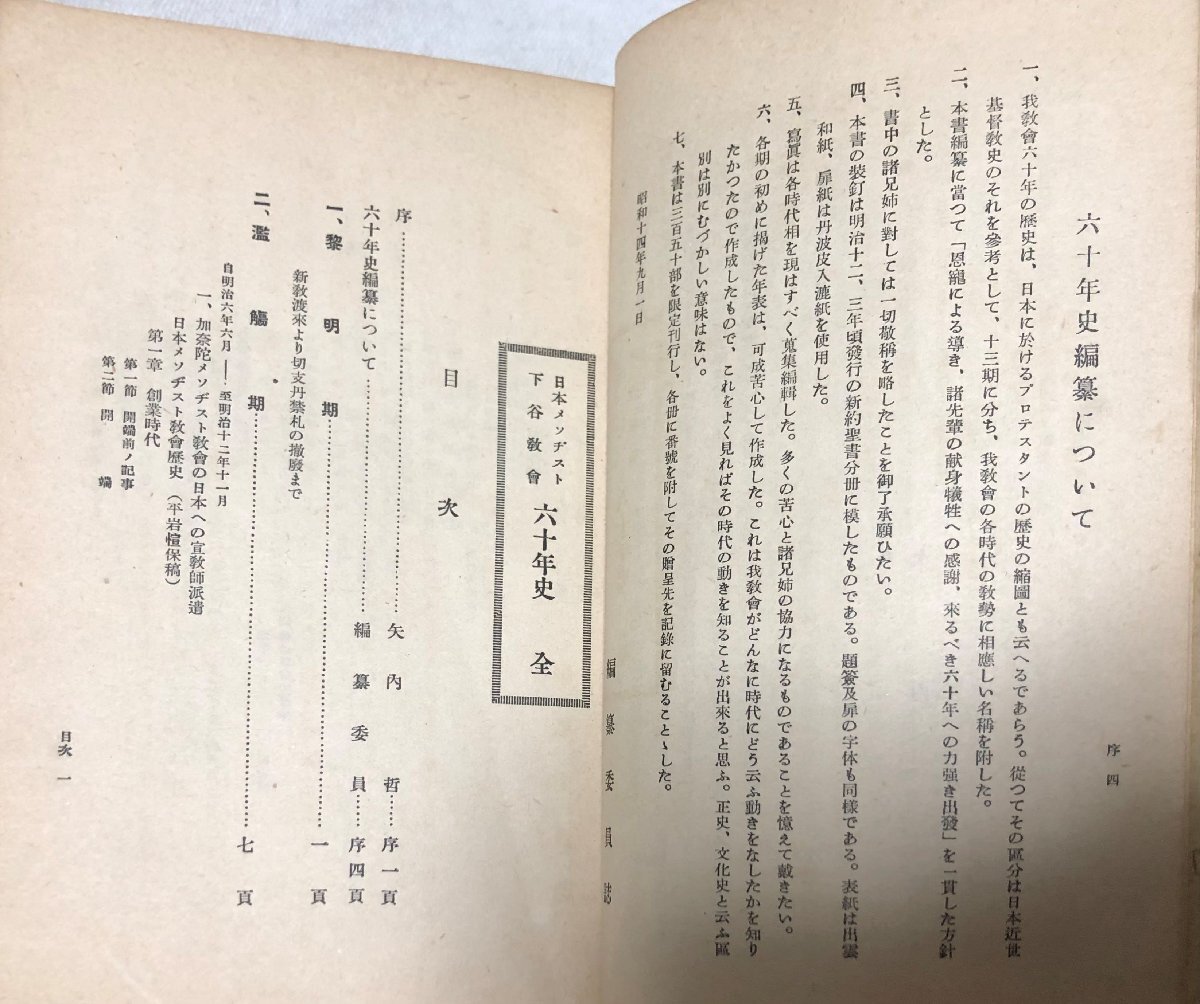 序四
六十年史編纂について
一、我敎會六十年の歷史は、日本に於けるプロテスタントの歷史の縮圖とも云へるであらう。從つてその區分は日本近世
基督敎史のそれを參考として、十三期に分ち、我敎會の各時代の敎勢に相應しい名稱を附した。
二、本書編纂に當つて「恩寵による導き、諸先輩の献身犧牲への感謝、來るべき六十年への力强き出發」を一貫した方針
とした。
三、書中の諸兄姉に對しては一切敬稱を略したことを御了承願ひたい。
四、本書の裝釘は明治十二、三年頃發行の新約聖書分册に模したものである。題簽及扉の字体も同樣である。表紙は出雲
和紙、扉紙は丹波皮入漉紙を使用した。
五、寫眞は各時代相を現はすべく蒐集編輯した。多くの苦心と諸兄姉の協力になるものであることを憶えて戴きたい。
六、各期の初めに揭げた年表は、可成苦心して作成した。これは我敎會がどんなに時代にどう云ふ動きをなしたかを知り
たかつたので作成したもので、これをよく見ればその時代の動きを知ることが出來ると思ふ。正史、文化史と云ふ區
別は別にむづかしい意味はない。
七、本書は三百五十部を限定刊行し、各册に番號を附してその贈呈先を記錄に留むることゝした。
昭和十四年九月一日
編纂委員誌
日本メソヂスト
下谷敎會
六十年史 全
目次
序……矢內哲……序一頁
六十年史編纂について……編纂委員……序四頁
一、黎明期……一頁
新敎渡來より切支丹禁札の撤廢まで
二、濫觴期……七頁
自明治六年六月――至明治十二年十一月
一、加奈陀メソヂスト敎會の日本への宣敎師派遣
日本メソヂスト敎會歷史(平岩愃保稿)
第一章 創業時代
第一節 開端前ノ記事
第二節 開端
目次 一